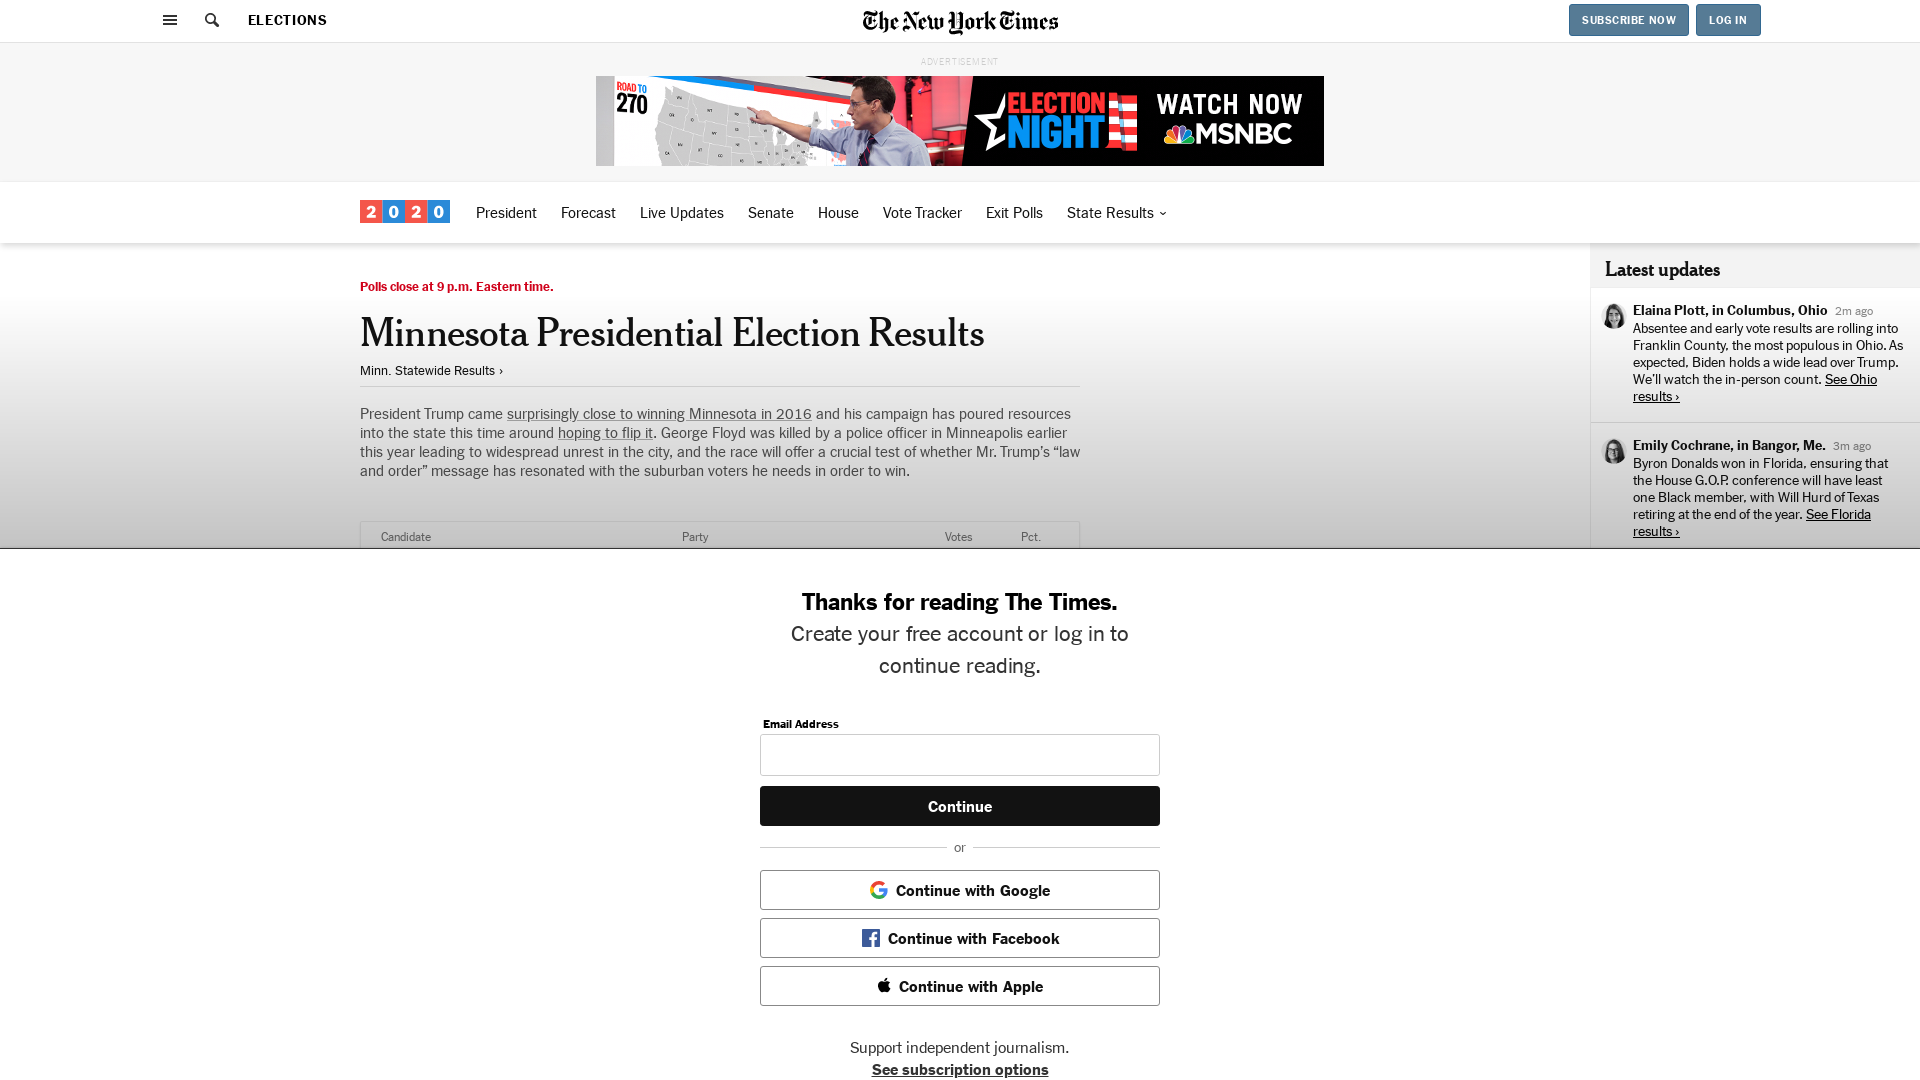 ELECTIONS
The New York Times
SUBSCRIBE NOW
LOG IN
ADVERTISEMENT
ROAD TO
270
ELECTION
NIGHT
WATCH NOW
MSNBC
2020
President
Forecast
Live Updates
Senate
House
Vote Tracker
Exit Polls
State Results
Polls close at 9 p.m. Eastern time.
Minnesota Presidential Election Results
Minn. Statewide Results ›
President Trump came surprisingly close to winning Minnesota in 2016 and his campaign has poured resources
into the state this time around hoping to flip it. George Floyd was killed by a police officer in Minneapolis earlier
this year leading to widespread unrest in the city, and the race will offer a crucial test of whether Mr. Trump’s “law
and order” message has resonated with the suburban voters he needs in order to win.
Candidate
Party
Votes
Pct.
Latest updates
Elaina Plott, in Columbus, Ohio 2m ago
Absentee and early vote results are rolling into
Franklin County, the most populous in Ohio. As
expected, Biden holds a wide lead over Trump.
We’ll watch the in-person count. See Ohio
results ›
Emily Cochrane, in Bangor, Me. 3m ago
Byron Donalds won in Florida, ensuring that
the House G.O.P. conference will have least
one Black member, with Will Hurd of Texas
retiring at the end of the year. See Florida
results ›
Thanks for reading The Times.
Create your free account or log in to
continue reading.
Email Address
Continue
or
Continue with Google
Continue with Facebook
Continue with Apple
Support independent journalism.
See subscription options